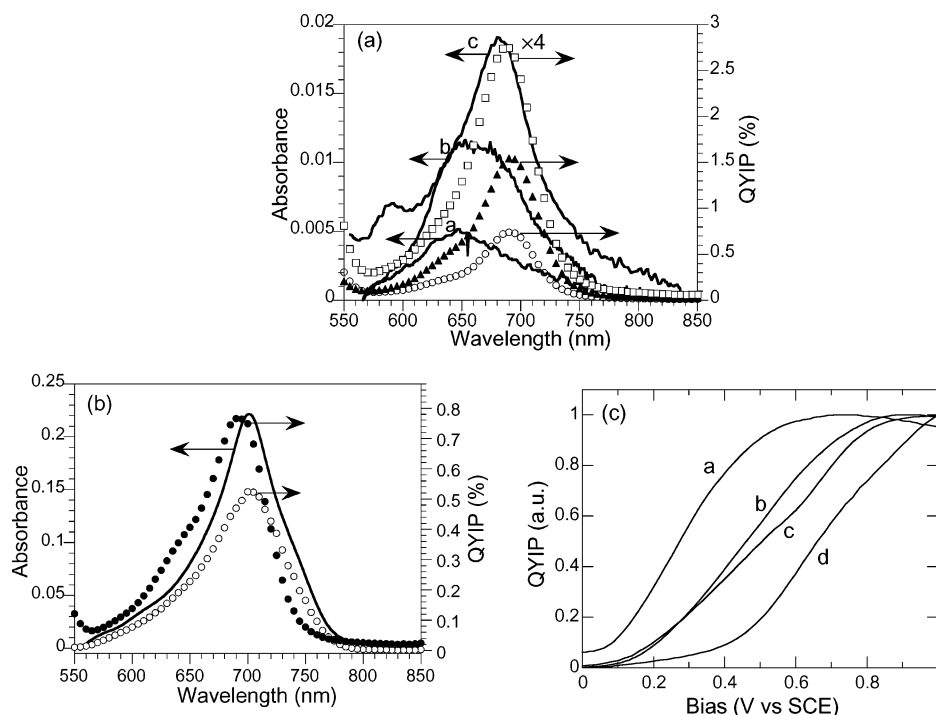 (a)
0.02
0.015
0.01
0.005
0
Absorbance
c
×4
b
a
3
2.5
2
1.5
1
0.5
0
QYIP (%)
550 600 650 700 750 800 850
Wavelength (nm)
(b)
0.25
0.2
0.15
0.1
0.05
0
Absorbance
0.8
0.7
0.6
0.5
0.4
0.3
0.2
0.1
0
QYIP (%)
550 600 650 700 750 800 850
Wavelength (nm)
(c)
1
0.8
0.6
0.4
0.2
0
QYIP (a.u.)
a
b
c
d
0 0.2 0.4 0.6 0.8
Bias (V vs SCE)